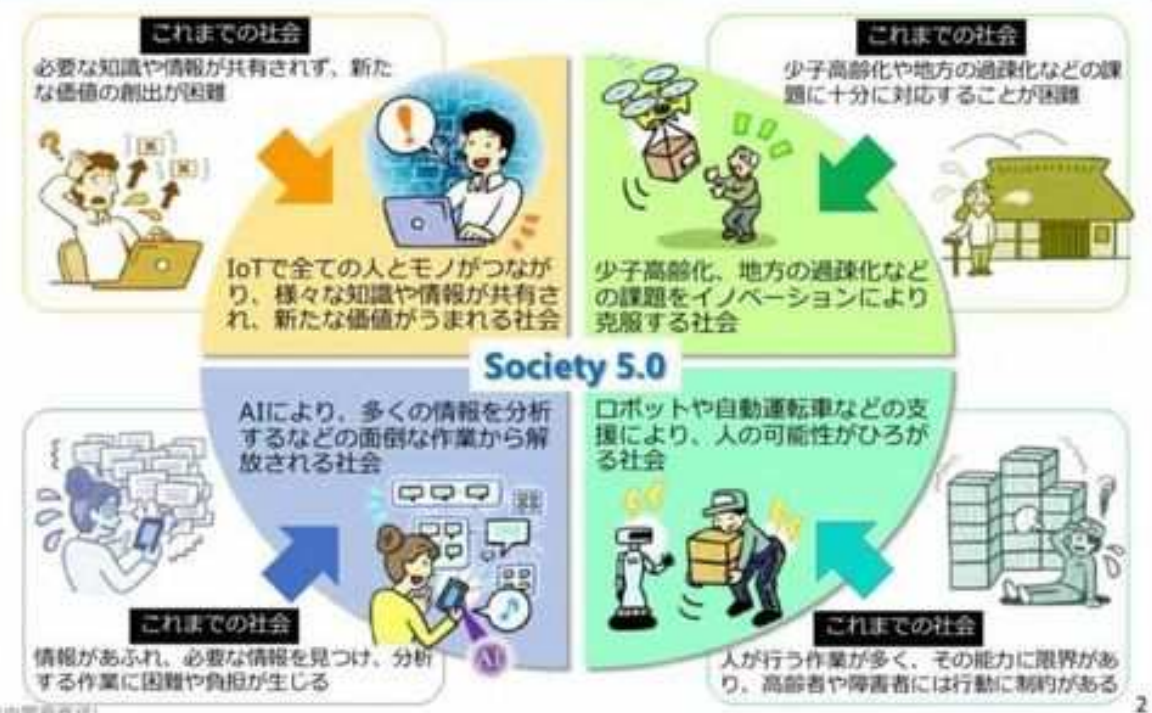 これまでの社会
必要な知識や情報が共有されず、新た
な価値の創出が困難
これまでの社会
少子高齢化や地方の過疎化などの課
題に十分に対応することが困難
IoTで全ての人とモノがつなが
り、様々な知識や情報が共有さ
れ、新たな価値がうまれる社会
少子高齢化、地方の過疎化など
の課題をイノベーションにより
克服する社会
Society 5.0
AIにより、多くの情報を分析
するなどの面倒な作業から解
放される社会
ロボットや自動運転車などの支
援により、人の可能性がひろが
る社会
AI
これまでの社会
情報があふれ、必要な情報を見つけ、分析
する作業に困難や負担が生じる
これまでの社会
人が行う作業が多く、その能力に限界があ
り、高齢者や障害者には行動に制約がある
2